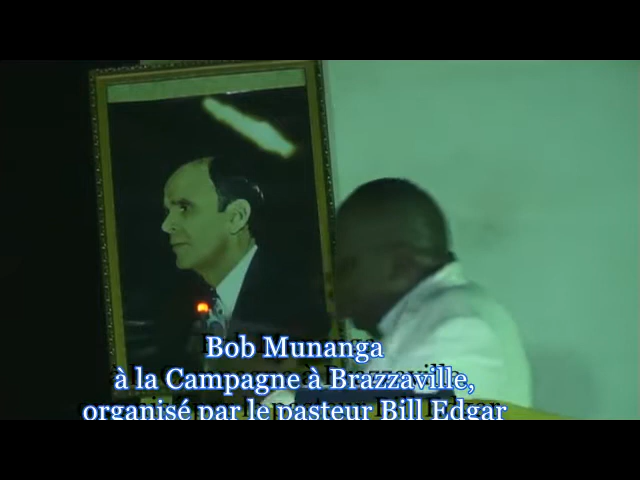 Bob Munanga
à la Campagne à Brazzaville,
organisé par le pasteur Bill Edgar